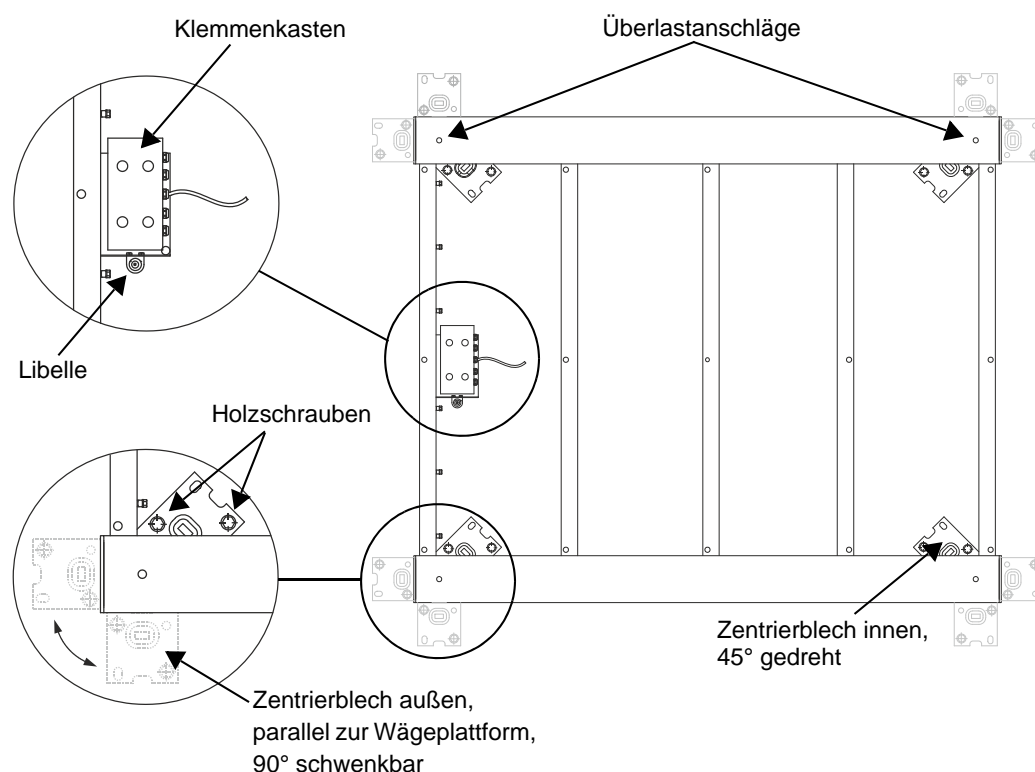 Klemmenkasten
Überlastanschläge
Libelle
Holzschrauben
Zentrierblech innen,
45° gedreht
Zentrierblech außen,
parallel zur Wägeplattform,
90° schwenkbar